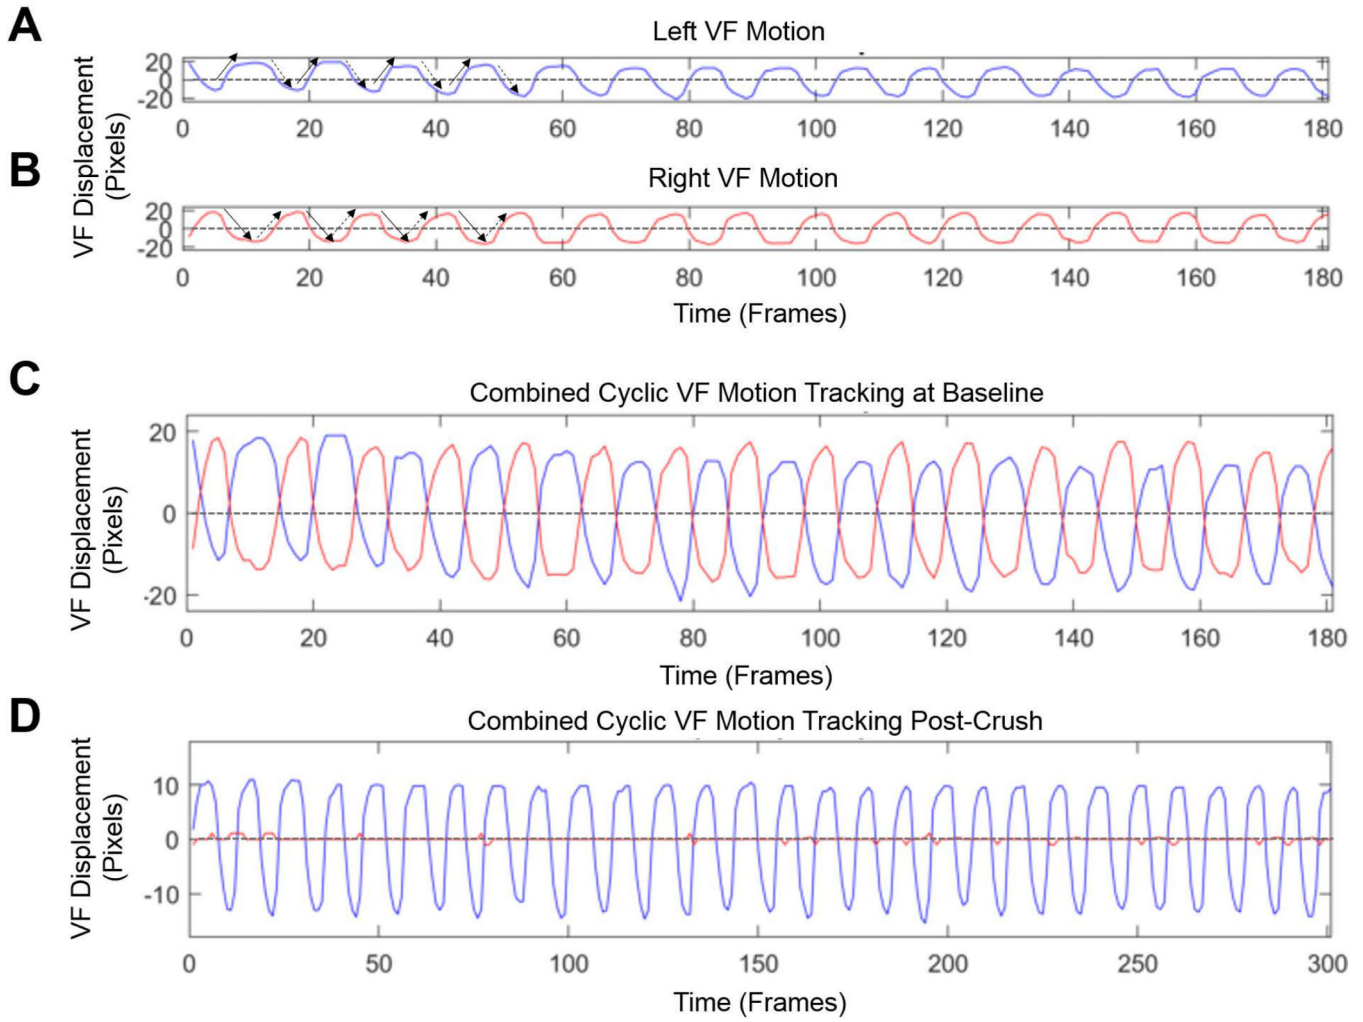 A
Left VF Motion
20
0
-20
0 20 40 60 80 100 120 140 160 180
VF Displacement
(Pixels)
B
Right VF Motion
20
0
-20
0 20 40 60 80 100 120 140 160 180
Time (Frames)
C
Combined Cyclic VF Motion Tracking at Baseline
VF Displacement
(Pixels)
20
0
-20
0 20 40 60 80 100 120 140 160 180
Time (Frames)
D
Combined Cyclic VF Motion Tracking Post-Crush
VF Displacement
(Pixels)
10
0
-10
0 50 100 150 200 250 300
Time (Frames)